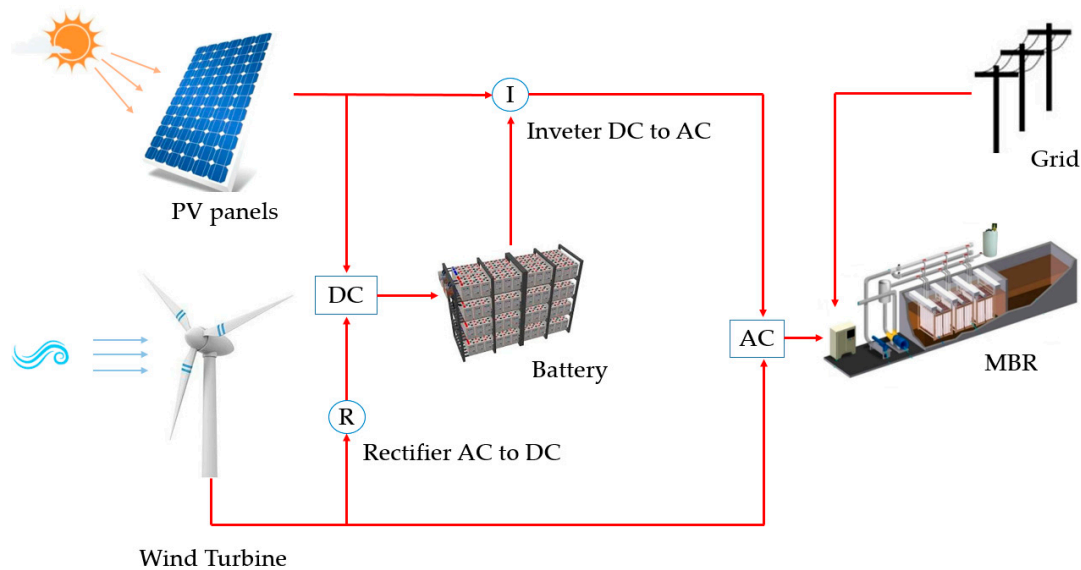 I
Inveter DC to AC
Grid
PV panels
DC
AC
Battery
MBR
R
Rectifier AC to DC
Wind Turbine